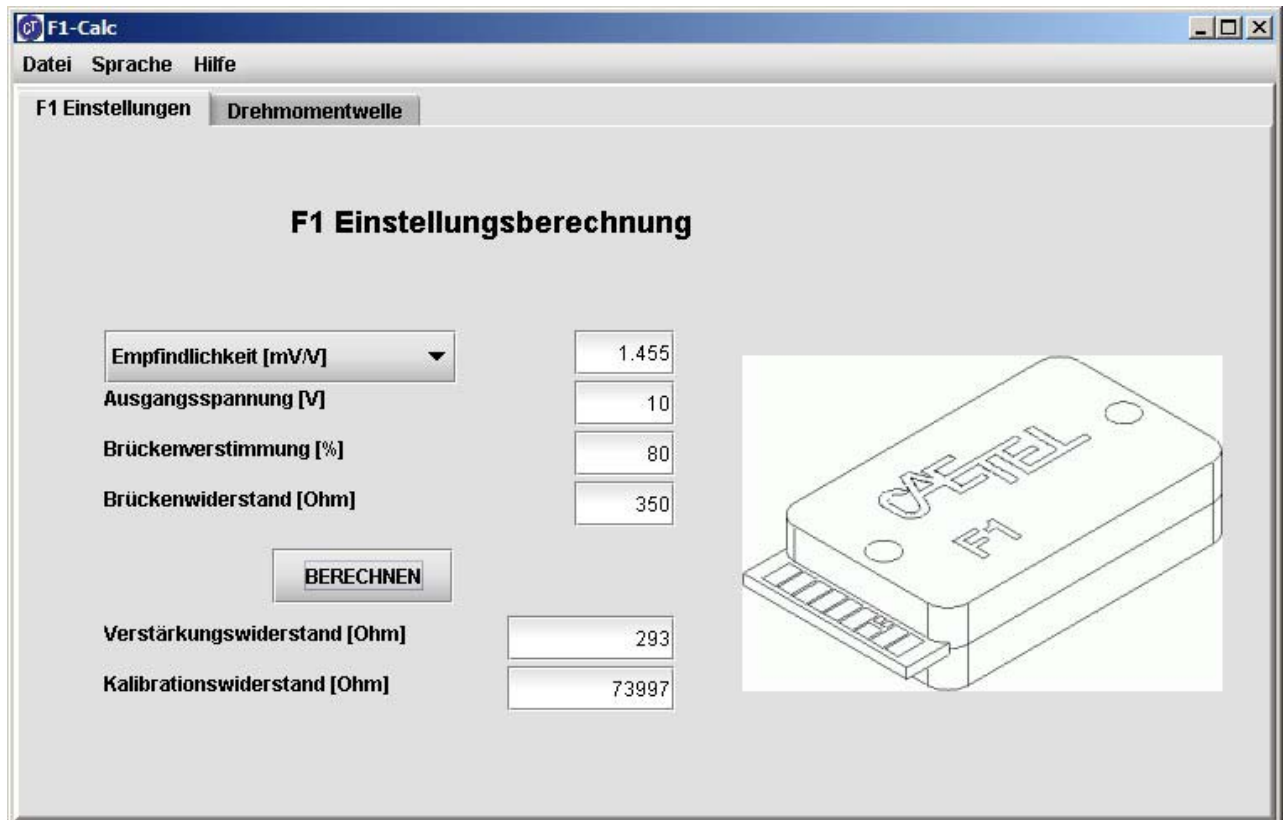 CT F1-Calc
Datei Sprache Hilfe
F1 Einstellungen Drehmomentwelle
F1 Einstellungsberechnung
Empfindlichkeit [mV/V] 1.455
Ausgangsspannung [V] 10
Brückenverstimmung [%] 80
Brückenwiderstand [Ohm] 350
BERECHNEN
Verstärkungswiderstand [Ohm] 293
Kalibrationswiderstand [Ohm] 73997
CAETEL
F1